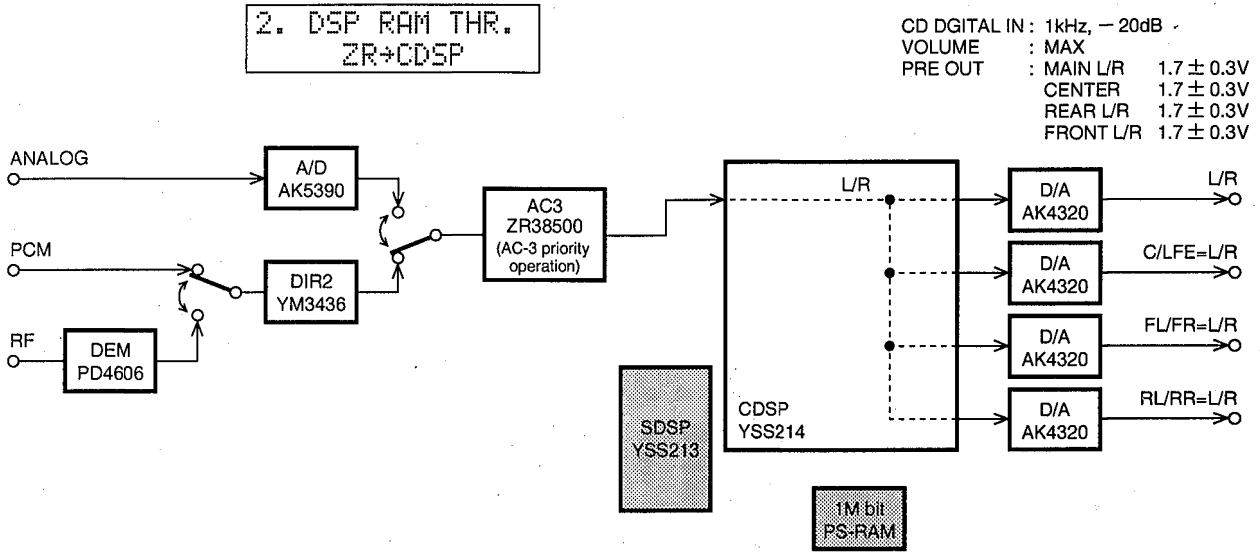 2. DSP RAM THR.
ZR→CDSP
CD DGITAL IN : 1kHz, −20dB
VOLUME : MAX
PRE OUT : MAIN L/R 1.7 ± 0.3V
CENTER 1.7 ± 0.3V
REAR L/R 1.7 ± 0.3V
FRONT L/R 1.7 ± 0.3V
ANALOG
A/D
AK5390
PCM
DIR2
YM3436
RF
DEM
PD4606
AC3
ZR38500
(AC-3 priority
operation)
L/R
CDSP
YSS214
SDSP
YSS213
1M bit
PS-RAM
D/A
AK4320
L/R
D/A
AK4320
C/LFE=L/R
D/A
AK4320
FL/FR=L/R
D/A
AK4320
RL/RR=L/R